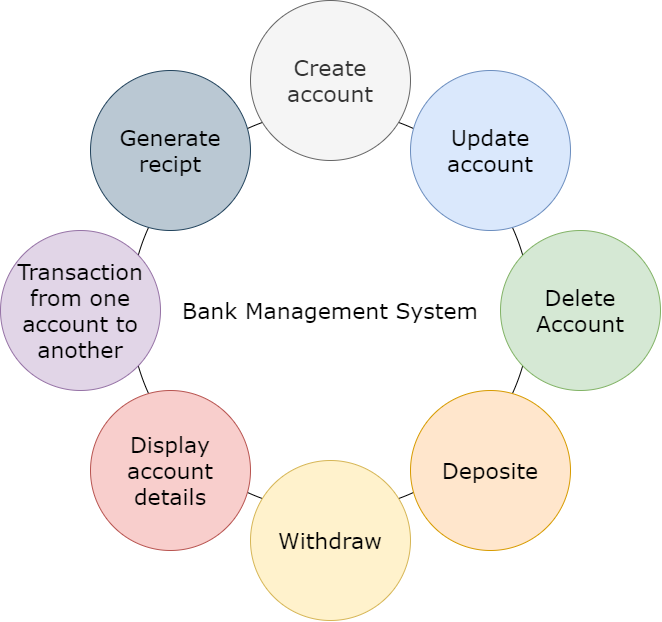 Create
account
Update
account
Delete
Account
Deposite
Withdraw
Display
account
details
Transaction
from one
account to
another
Generate
recipt
Bank Management System